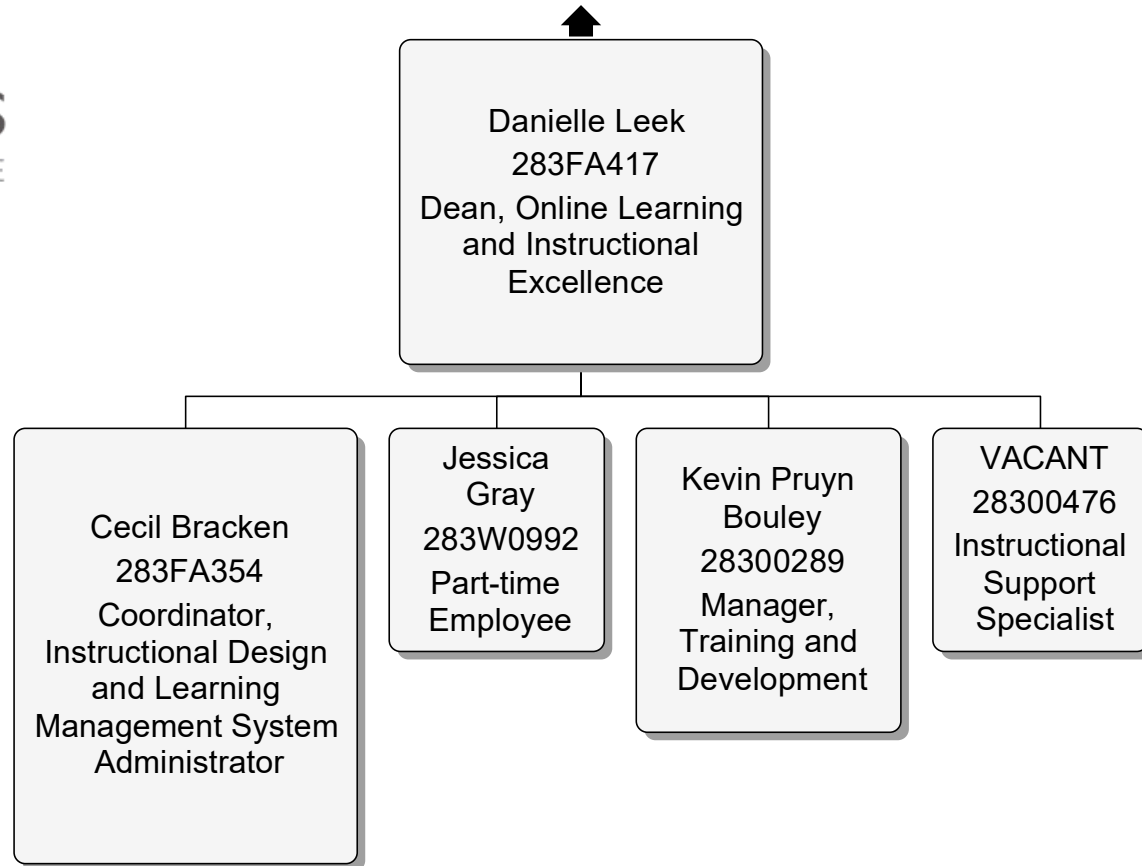 S
E
Danielle Leek
283FA417
Dean, Online Learning
and Instructional
Excellence
Cecil Bracken
283FA354
Coordinator,
Instructional Design
and Learning
Management System
Administrator
Jessica
Gray
283W0992
Part-time
Employee
Kevin Pruyn
Bouley
28300289
Manager,
Training and
Development
VACANT
28300476
Instructional
Support
Specialist